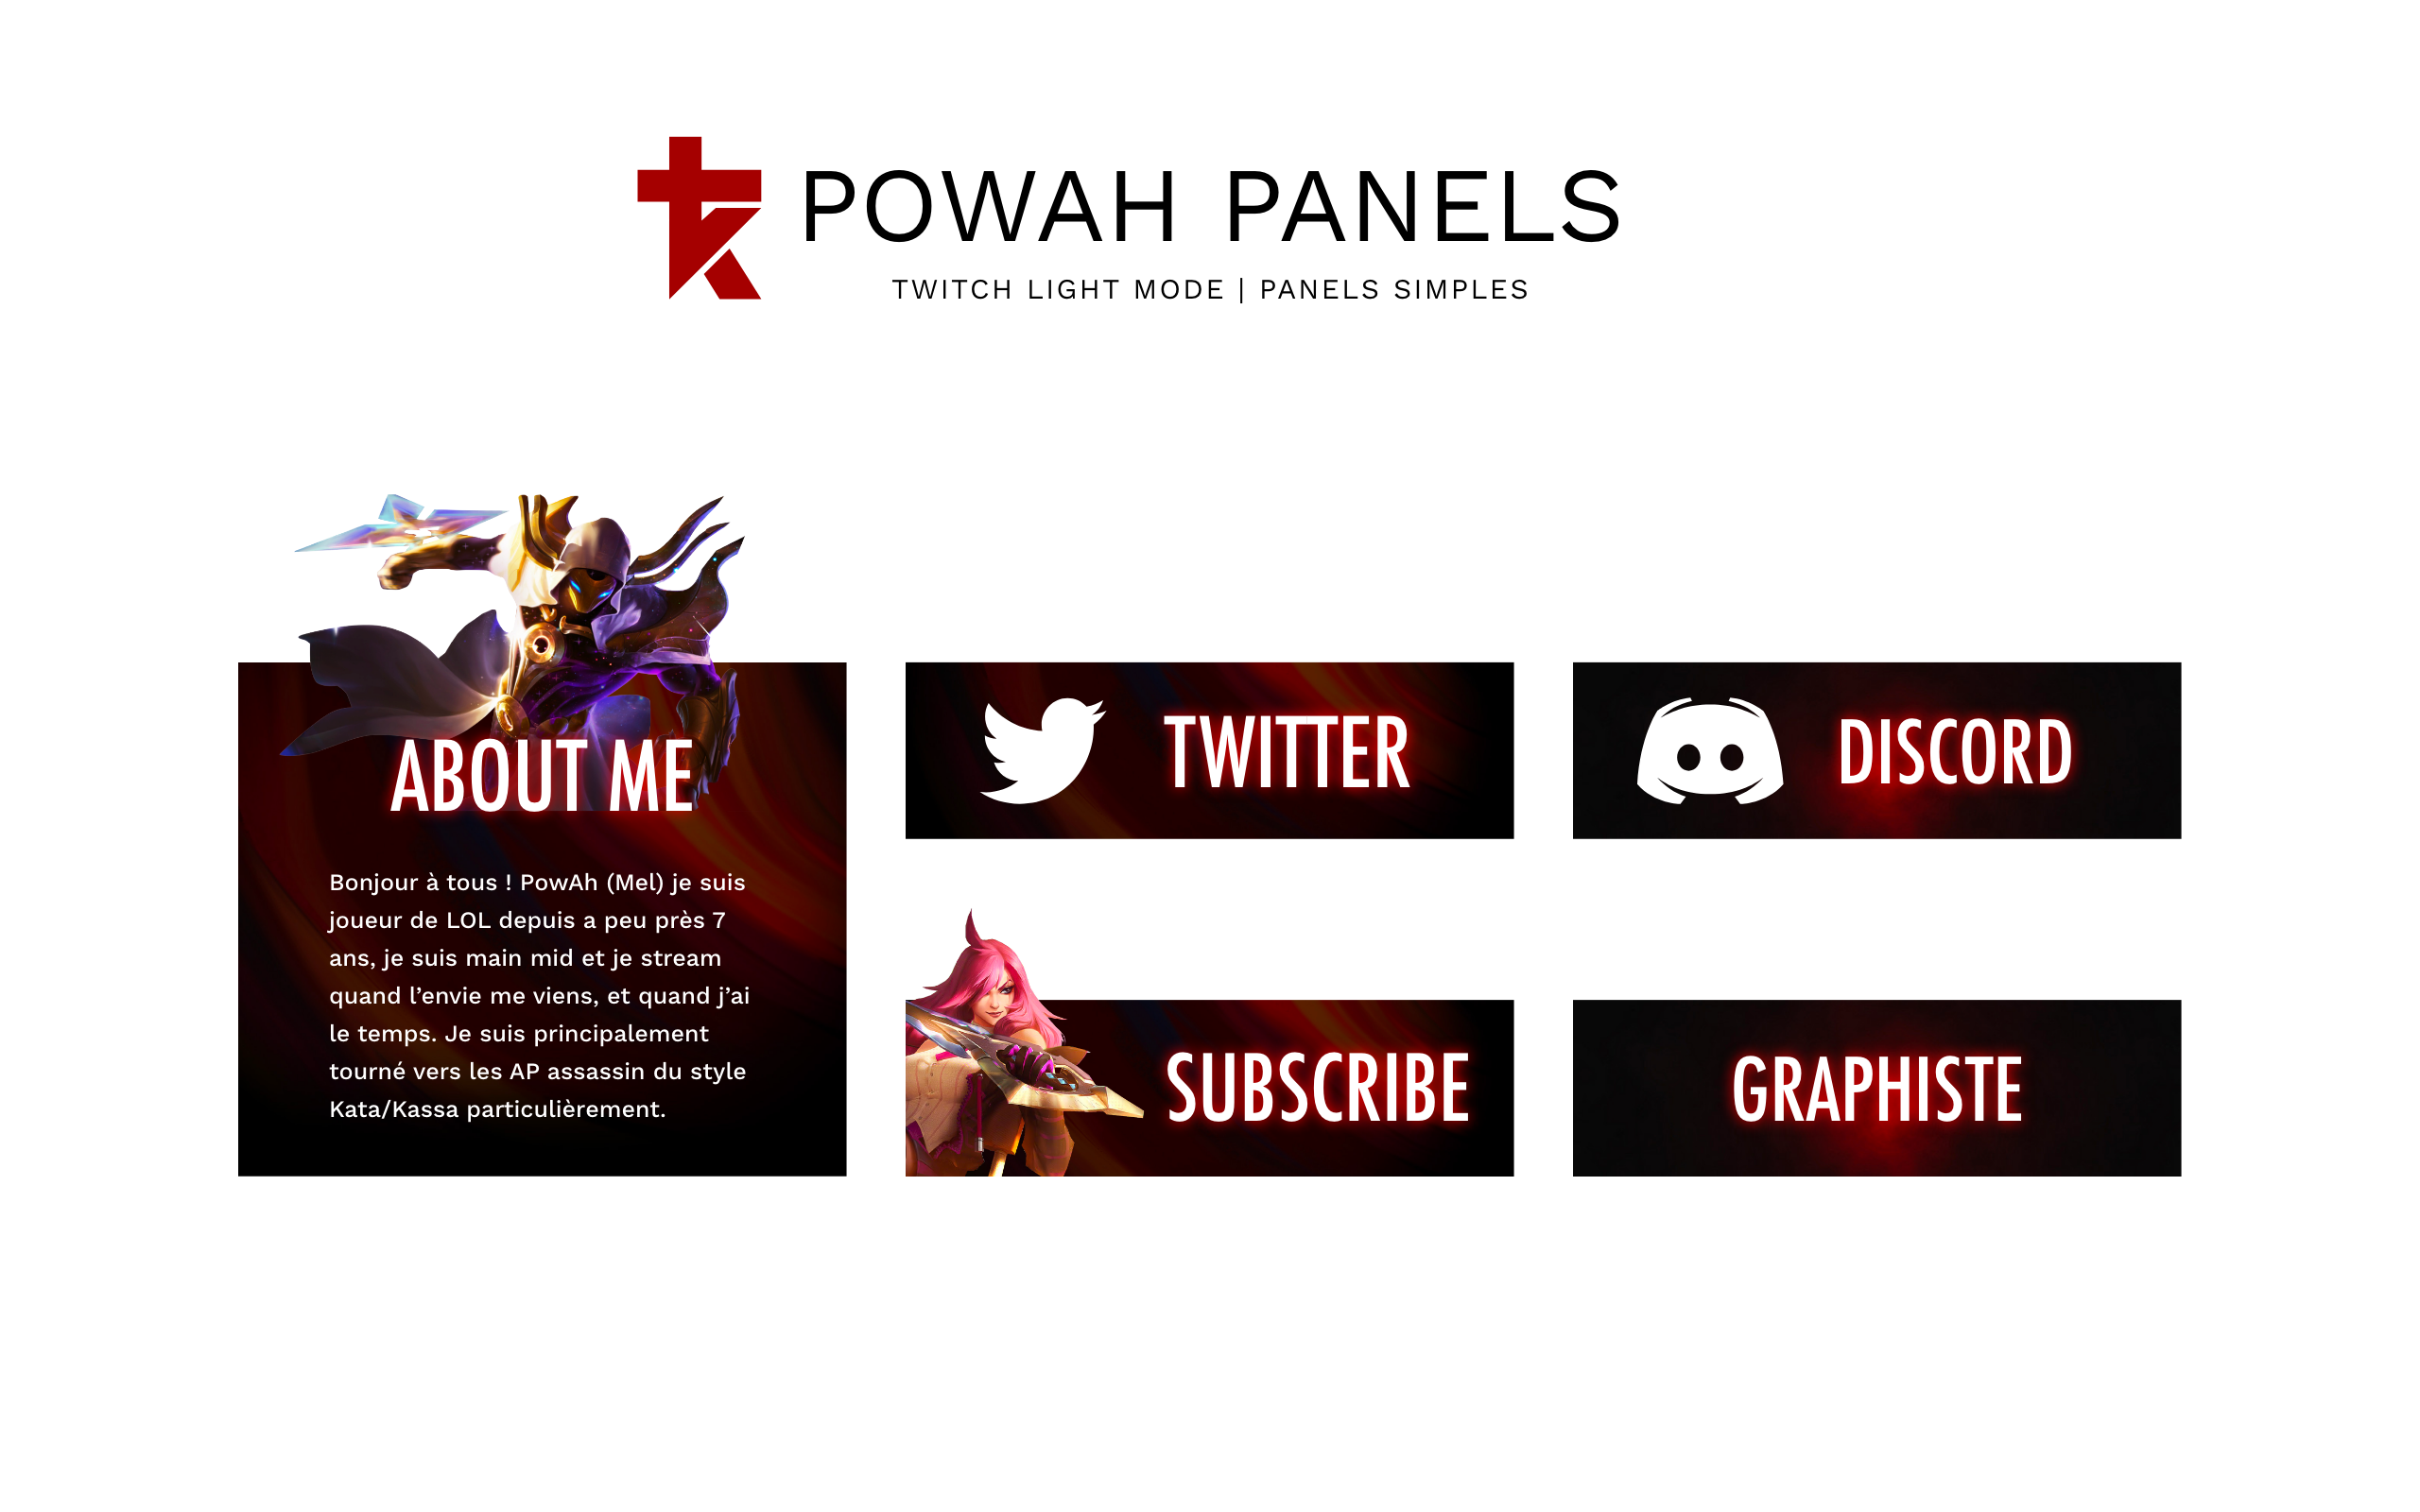 POWAH PANELS
TWITCH LIGHT MODE | PANELS SIMPLES
ABOUT ME
Bonjour à tous ! PowAh (Mel) je suis
joueur de LOL depuis a peu près 7
ans, je suis main mid et je stream
quand l’envie me viens, et quand j’ai
le temps. Je suis principalement
tourné vers les AP assassin du style
Kata/Kassa particulièrement.
TWITTER
DISCORD
SUBSCRIBE
GRAPHISTE